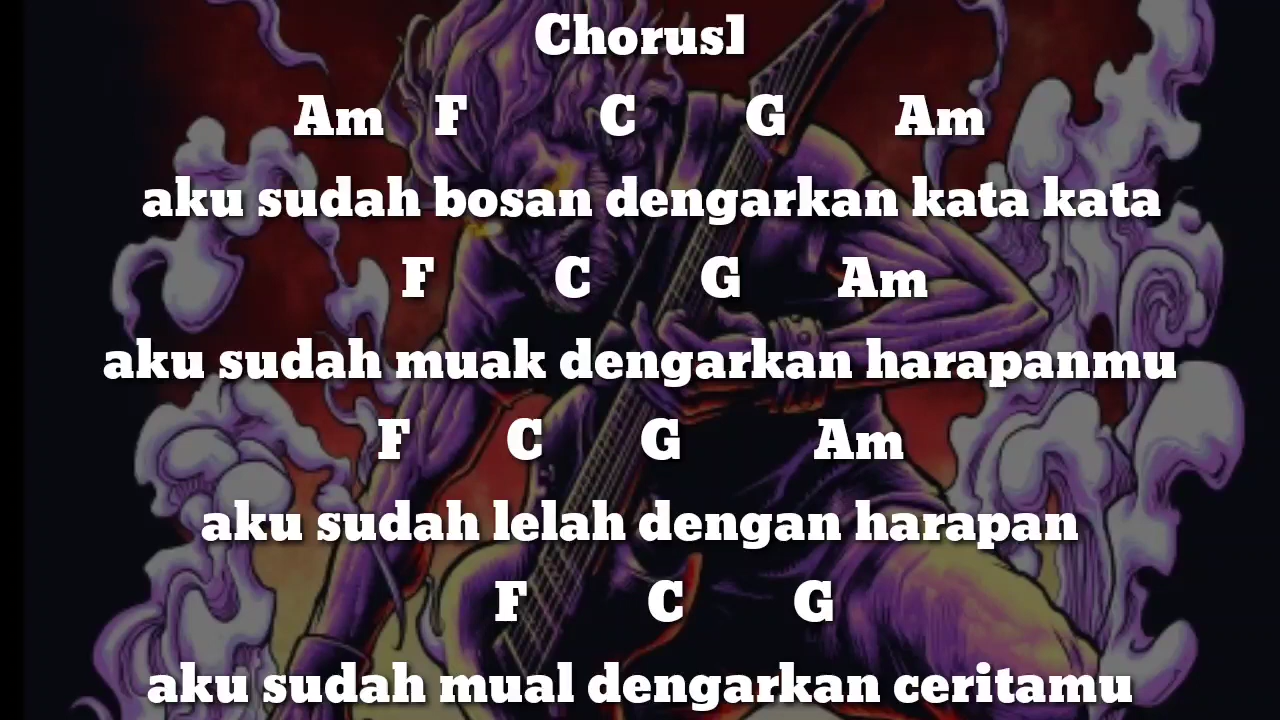 Chorus]
Am F C G Am
aku sudah bosan dengarkan kata kata
F C G Am
aku sudah muak dengarkan harapanmu
F C G Am
aku sudah lelah dengan harapan
F C G
aku sudah mual dengarkan ceritamu